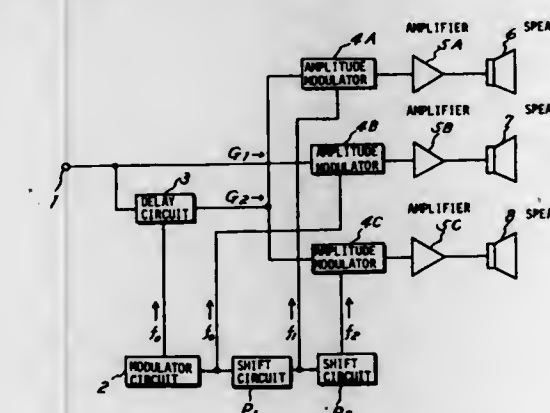 AMPLIFIER 6 SPEA
4A 5A
AMPLITUDE
MODULATOR
AMPLIFIER 7 SPEA
4B 5B
G1→ AMPLITUDE
MODULATOR
1
3 G2→
DELAY
CIRCUIT
AMPLIFIER 8 SPEA
4C 5C
AMPLITUDE
MODULATOR
f0 f0 f1 f2
MODULATOR
CIRCUIT
SHIFT
CIRCUIT
SHIFT
CIRCUIT
2